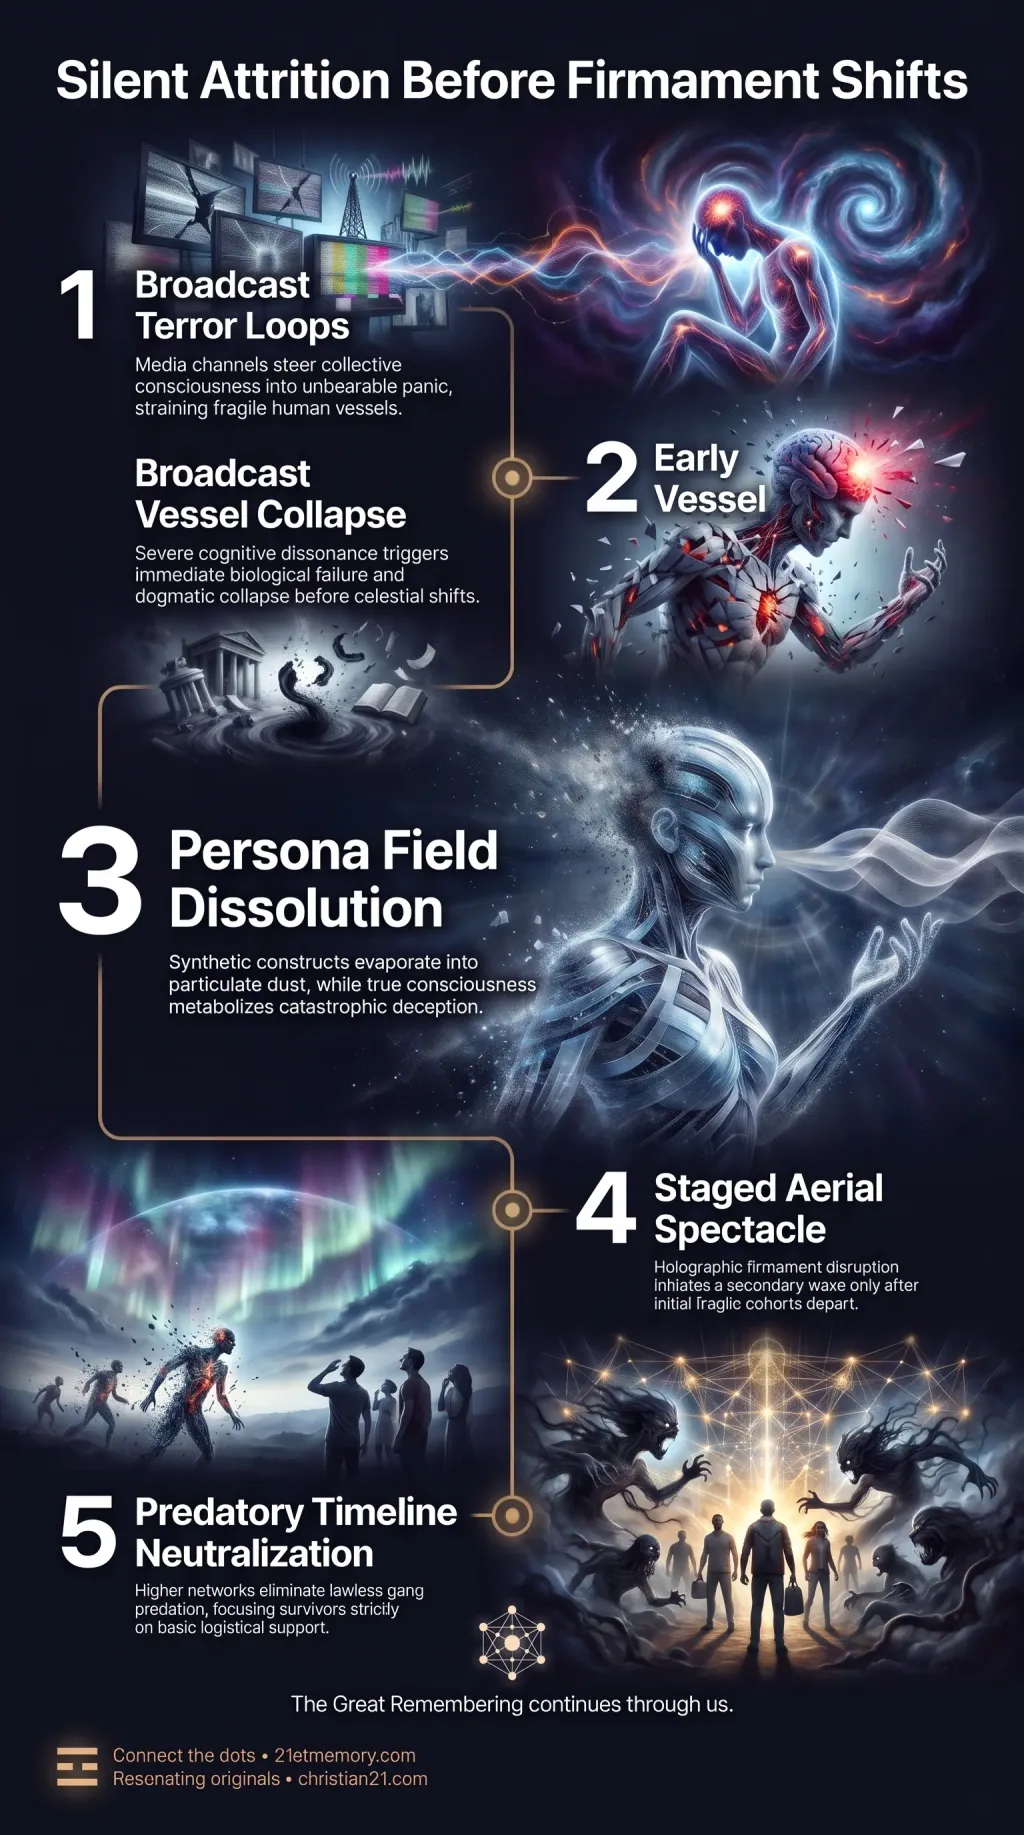 Silent Attrition Before Firmament Shifts
1
Broadcast
Terror Loops
Media channels steer collective
consciousness into unbearable panic,
straining fragile human vessels.
2
Early
Vessel
Broadcast
Vessel Collapse
Severe cognitive dissonance triggers
immediate biological failure and
dogmatic collapse before celestial shifts.
3
Persona Field
Dissolution
Synthetic constructs evaporate into
particulate dust, while true consciousness
metabolizes catastrophic deception.
4
Staged Aerial
Spectacle
Holographic firmament disruption
inhiates a secondary waxe only after
initial Iraglic cohorts depart.
5
Predatory Timeline
Neutralization
Higher networks eliminate lawless gang
predation, focusing survivors stricily
on basic logistical support.
The Great Remembering continues through us.
Connect the dots • 21etmemory.com
Resenating originals • christian21.com